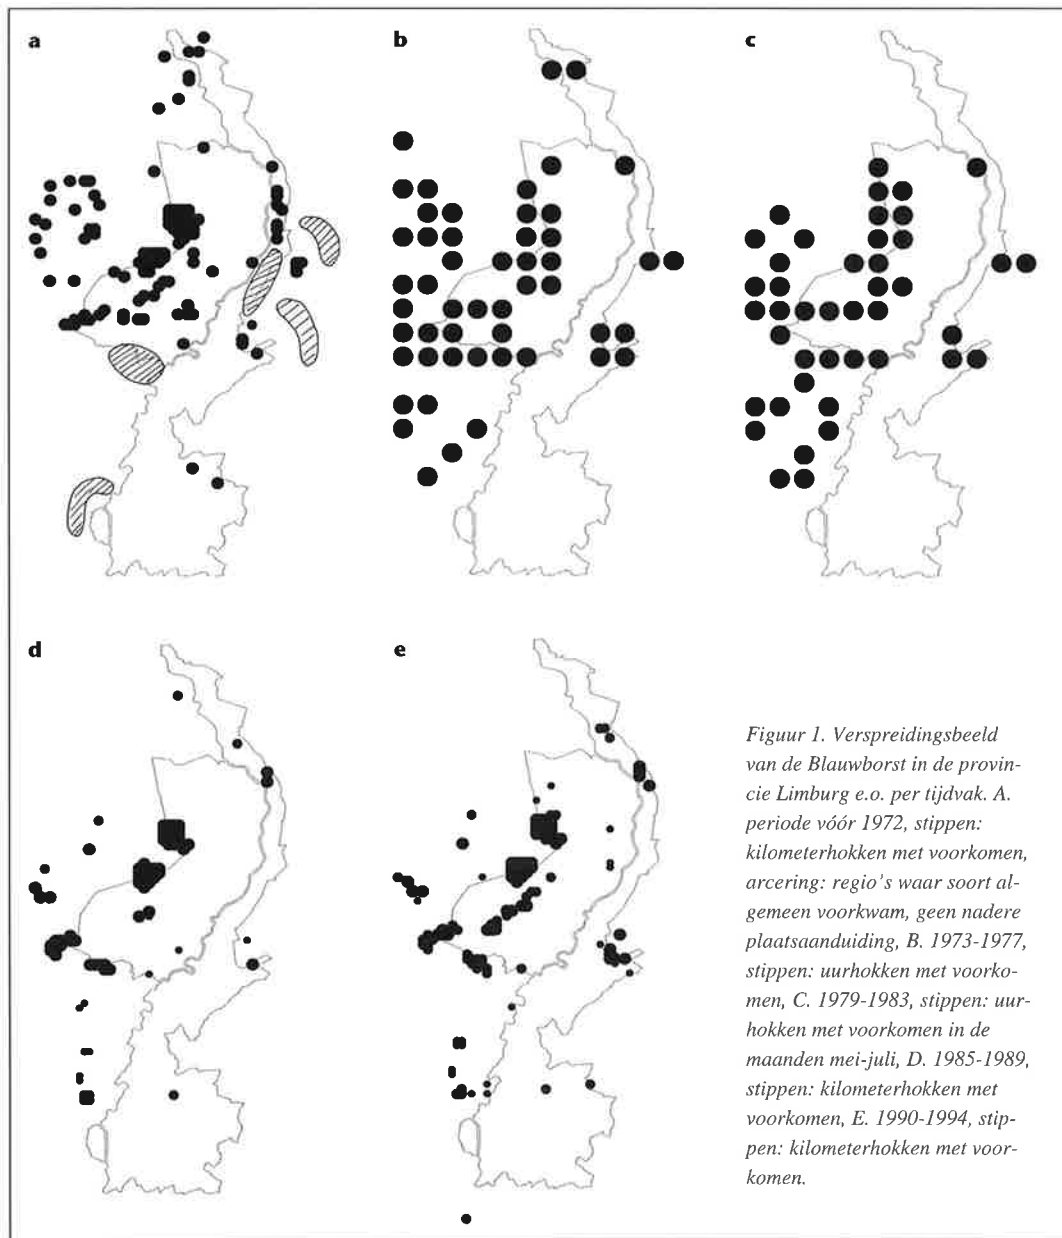 a
b
c
d
e
Figuur 1. Verspreidingsbeeld
van de Blauwborst in de provin-
cie Limburg e.o. per tijdvak. A.
periode vóór 1972, stippen:
kilometerhokken met voorkomen,
arcering: regio's waar soort al-
gemeen voorkwam, geen nadere
plaatsaanduiding, B. 1973-1977,
stippen: uurhokken met voorko-
men, C. 1979-1983, stippen: uur-
hokken met voorkomen in de
maanden mei-juli, D. 1985-1989,
stippen: kilometerhokken met
voorkomen, E. 1990-1994, stip-
pen: kilometerhokken met voor-
komen.